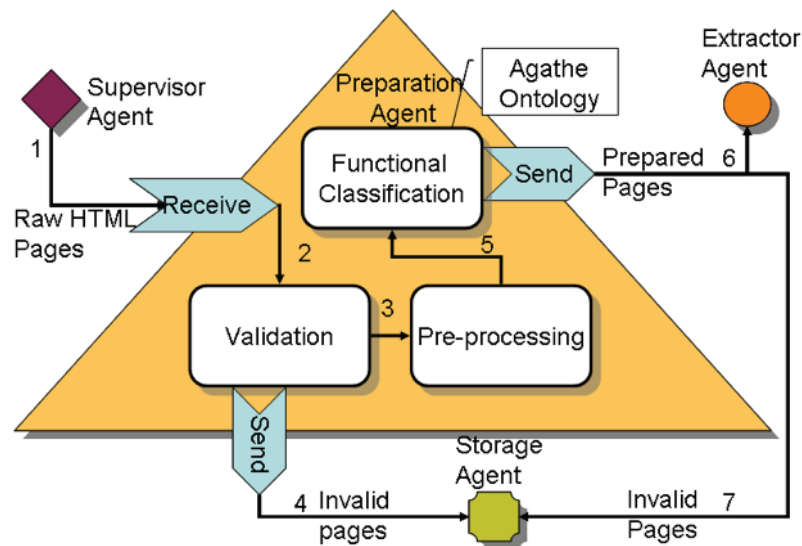 Supervisor
Agent
1
Raw HTML
Pages
Receive
2
Preparation
Agent
Agathe
Ontology
Functional
Classification
Send
Prepared
Pages
6
Extractor
Agent
5
Validation
3
Pre-processing
Send
4
Invalid
pages
Storage
Agent
Invalid
Pages
7